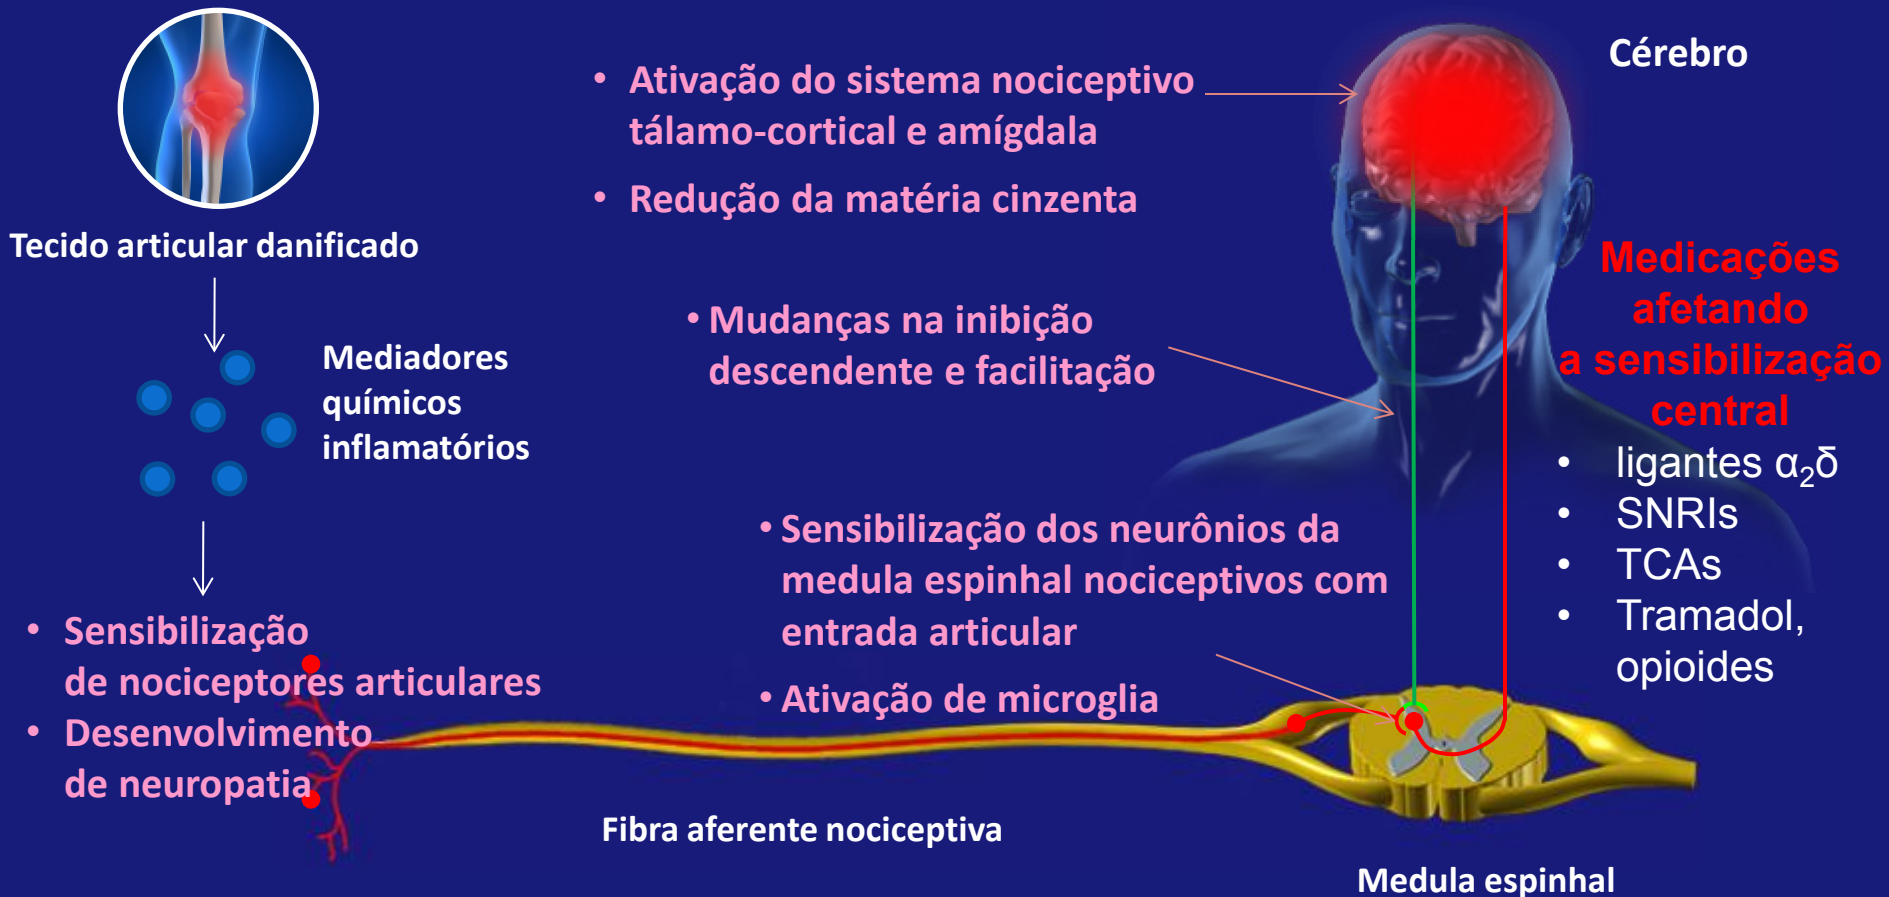 Tecido articular danificado
Mediadores
químicos
inflamatórios
• Sensibilização
de nociceptores articulares
• Desenvolvimento
de neuropatia
• Ativação do sistema nociceptivo
tálamo-cortical e amígdala
• Redução da matéria cinzenta
• Mudanças na inibição
descendente e facilitação
• Sensibilização dos neurônios da
medula espinhal nociceptivos com
entrada articular
• Ativação de microglia
Fibra aferente nociceptiva
Cérebro
Medicações
afetando
a sensibilização
central
• ligantes α₂δ
• SNRIs
• TCAs
• Tramadol,
opioides
Medula espinhal